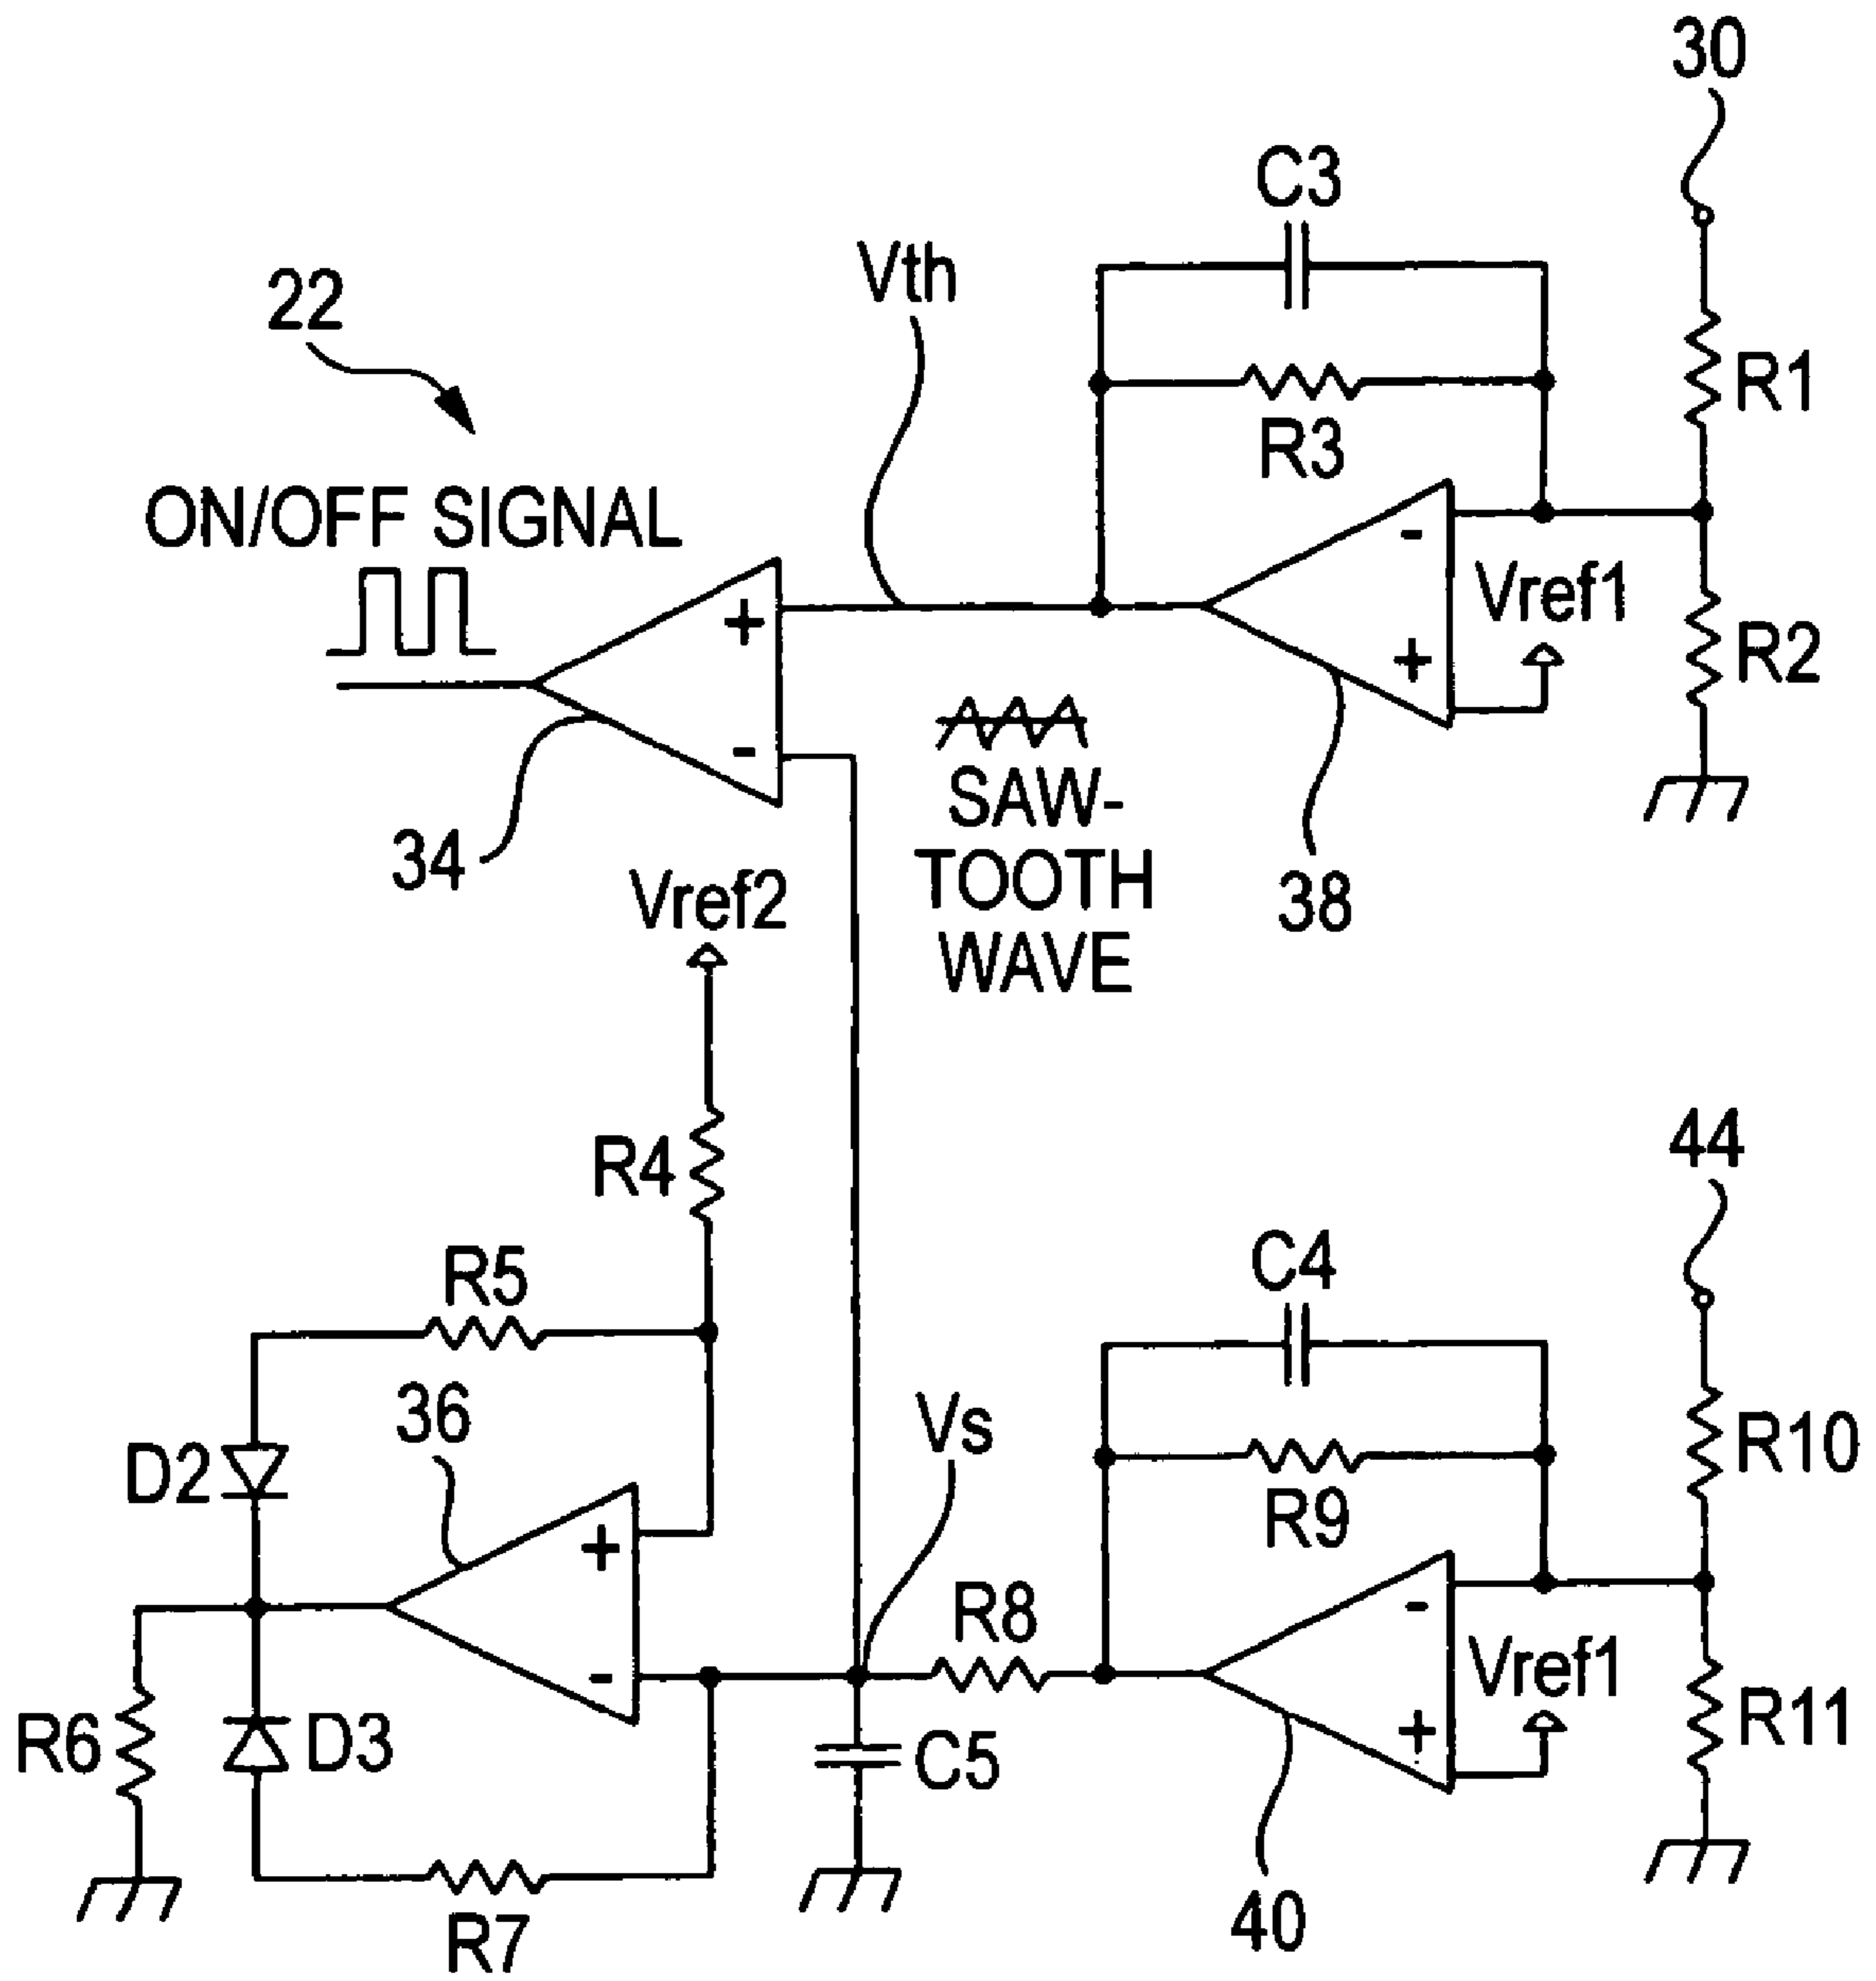 30
C3
Vth
22
R1
R3
ON/OFF SIGNAL
-
Vref1
+
R2
+
-
SAW-
TOOTH
WAVE
34
38
Vref2
R4
44
C4
R5
36
Vs
R10
D2
R9
+
R8
-
Vref1
-
R11
R6
D3
C5
+
R7
40